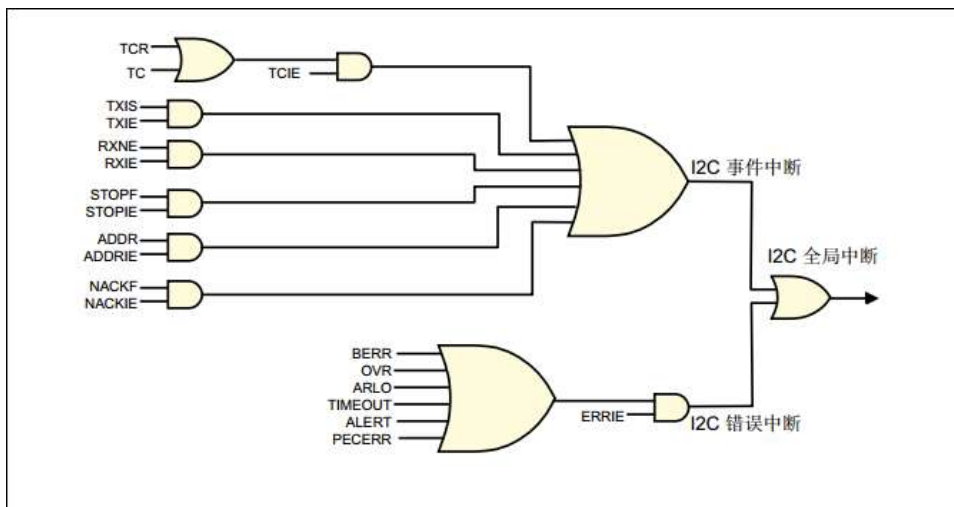 TCR
TC
TCIE
TXIS
TXIE
RXNE
RXIE
I2C 事件中断
STOPF
STOPIE
ADDR
ADDRIE
I2C 全局中断
NACKF
NACKIE
BERR
OVR
ARLO
TIMEOUT
ALERT
PECERR
ERRIE
I2C 错误中断